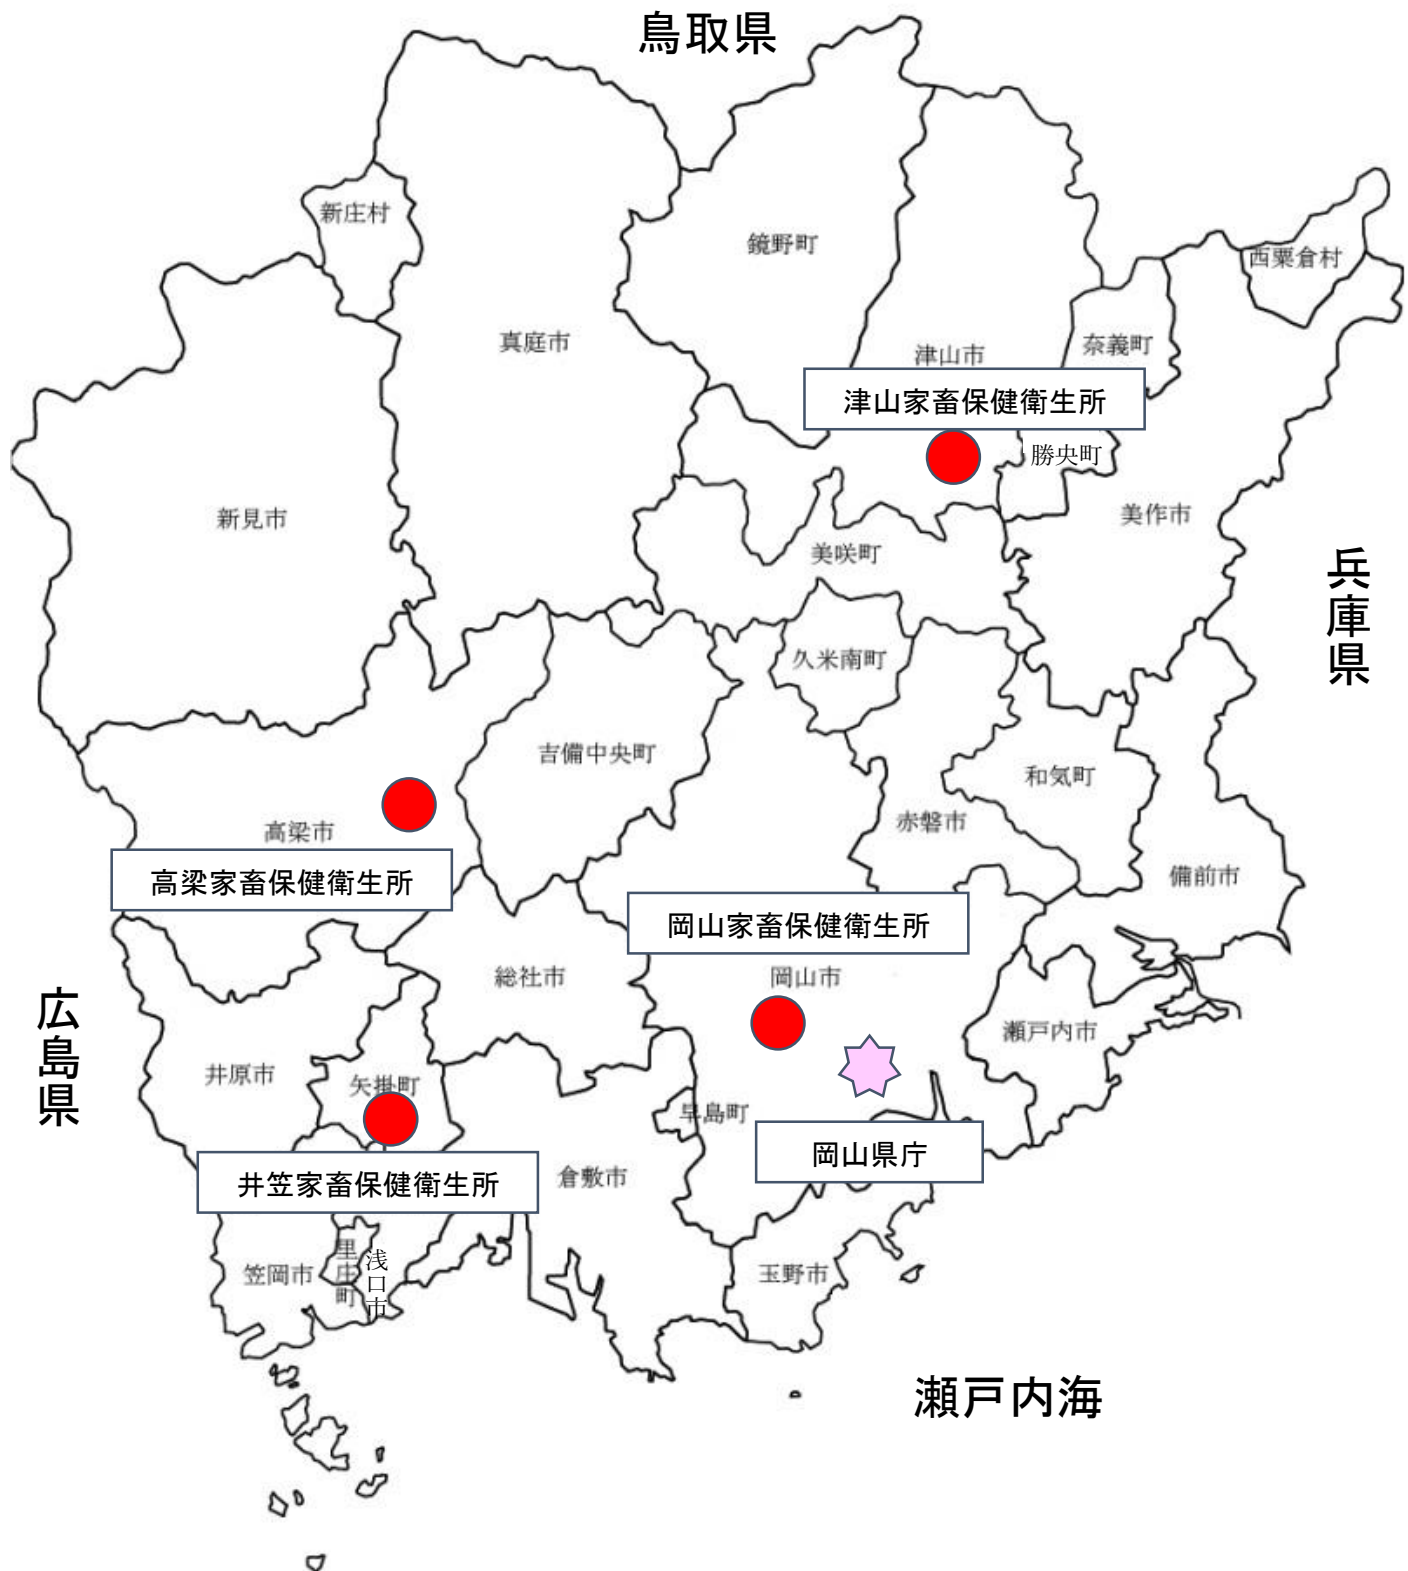 鳥取県
新庄村
鏡野町
西粟倉村
真庭市
津山市
奈義町
津山家畜保健衛生所
勝央町
新見市
美作市
美咲町
兵庫県
久米南町
吉備中央町
和気町
赤磐市
高梁市
備前市
高梁家畜保健衛生所
岡山家畜保健衛生所
総社市
岡山市
広島県
瀬戸内市
井原市
矢掛町
早島町
岡山県庁
井笠家畜保健衛生所
倉敷市
笠岡市
里庄町
浅口市
玉野市
瀬戸内海